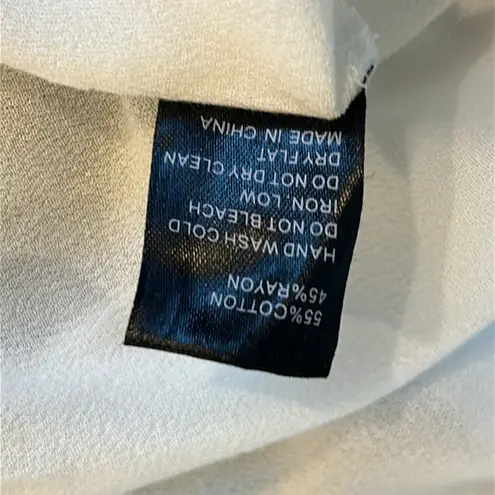 55%COTTON
45%RAYON
HAND WASH COLD
DO NOT BLEACH
IRON. LOW
DO NOT DRY CLEAN
DRY FLAT
MADE IN CHINA